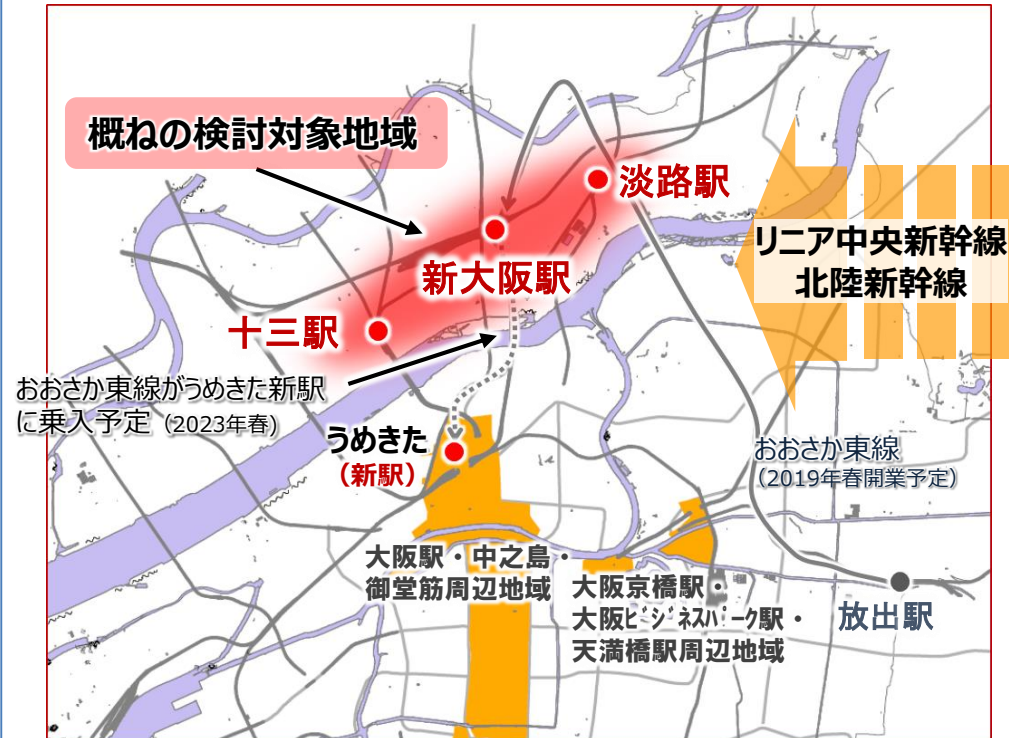 概ねの検討対象地域
淡路駅
リニア中央新幹線
北陸新幹線
新大阪駅
十三駅
おおさか東線がうめきた新駅
に乗入予定（2023年春)
うめきた
（新駅）
おおさか東線
（2019年春開業予定）
大阪駅・中之島・
御堂筋周辺地域
大阪京橋駅・
大阪ﾋﾞｼﾞﾈｽﾊﾟｰｸ駅・
天満橋駅周辺地域
放出駅